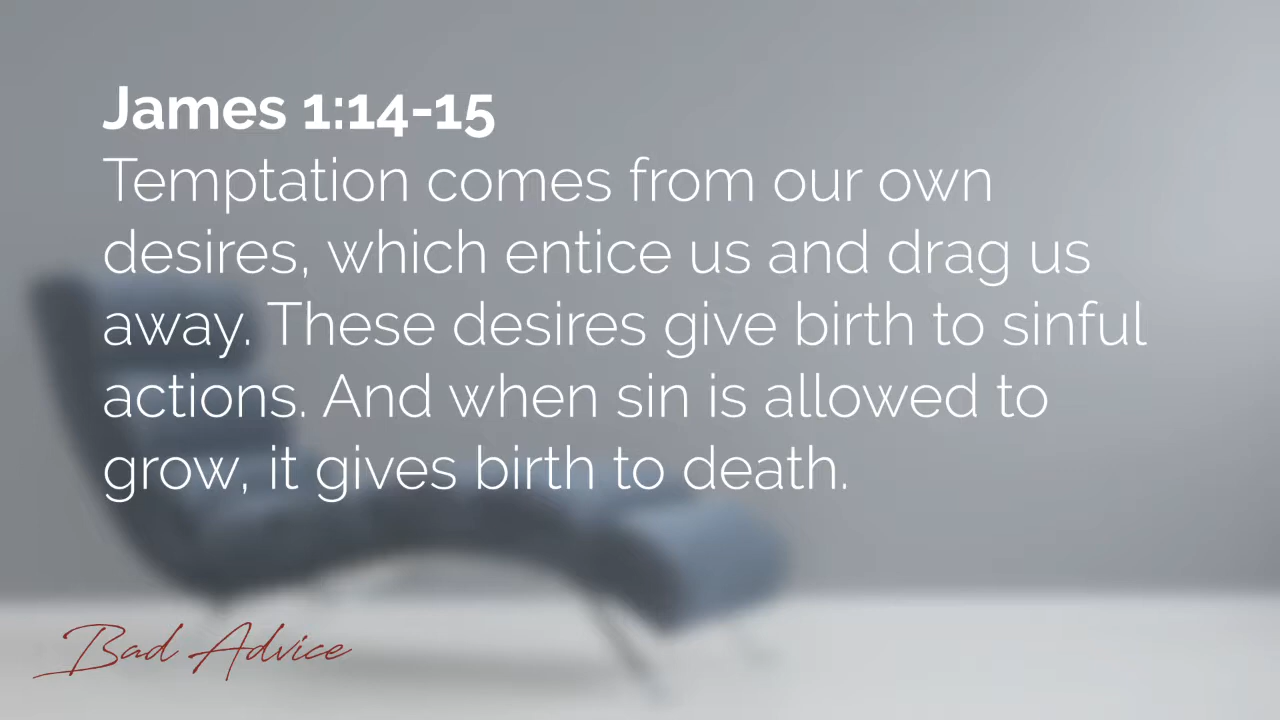 James 1:14-15
Temptation comes from our own
desires, which entice us and drag us
away. These desires give birth to sinful
actions. And when sin is allowed to
grow, it gives birth to death.
Bad Advice